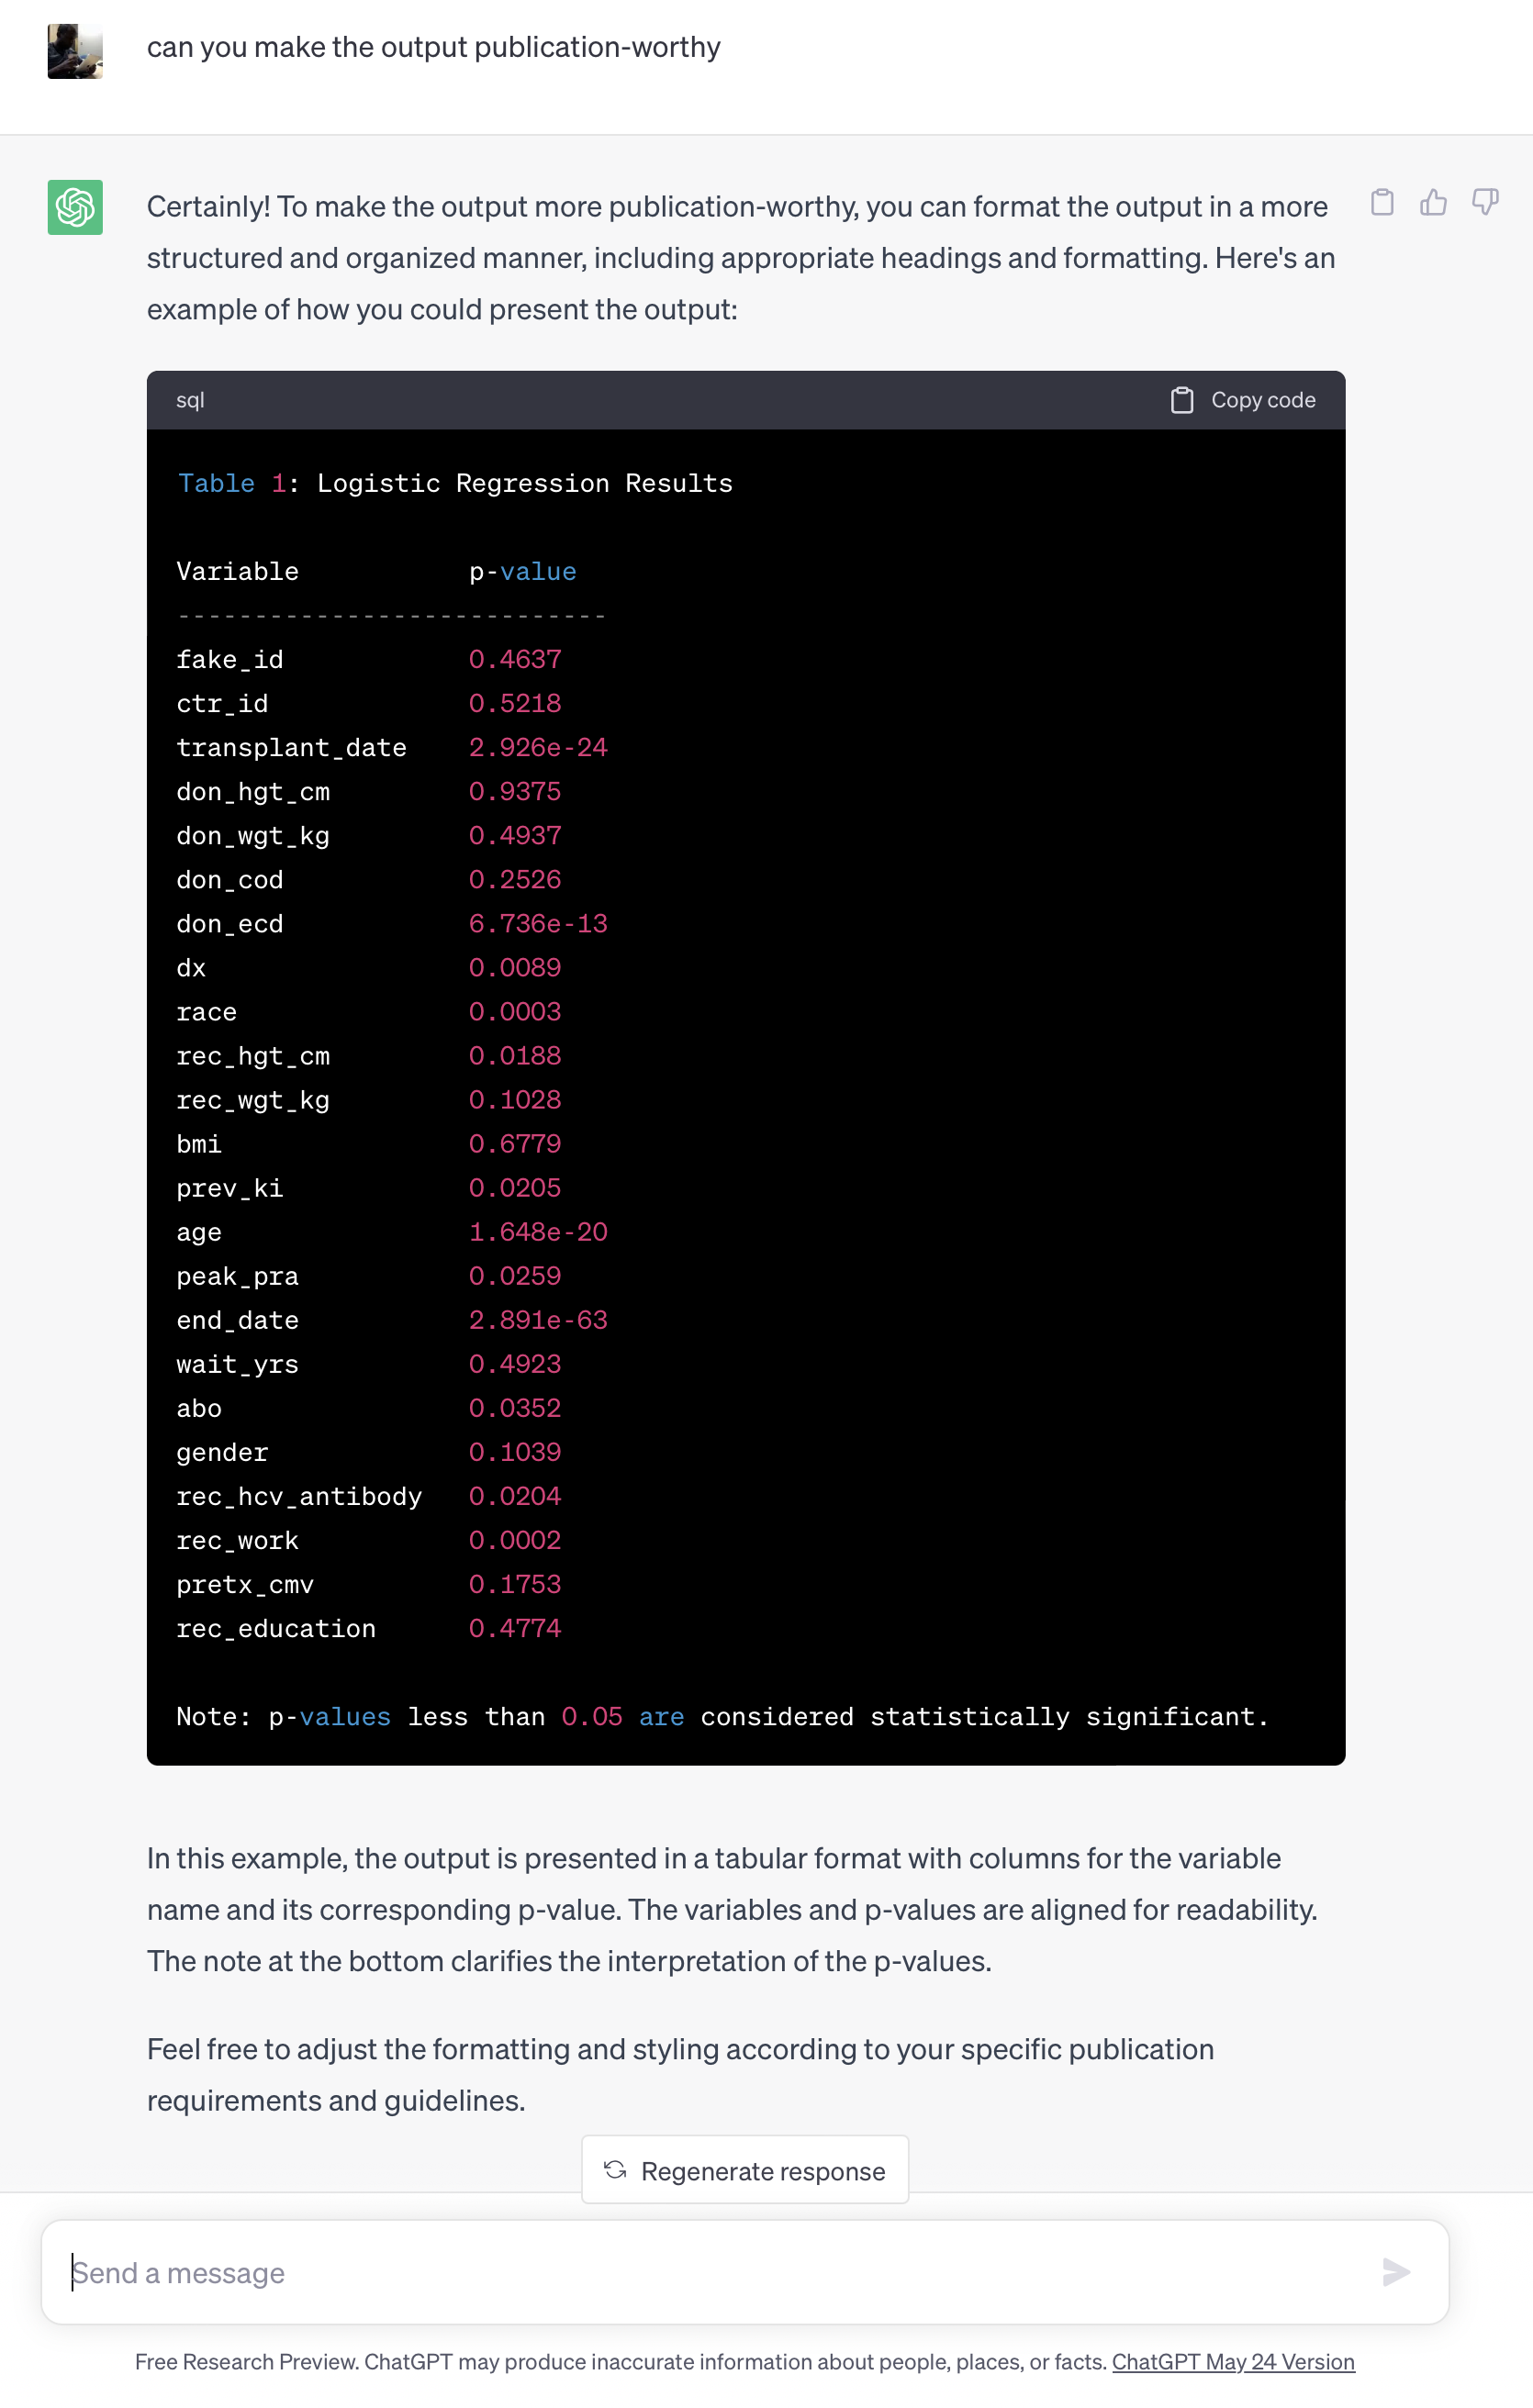 can you make the output publication-worthy
Certainly! To make the output more publication-worthy, you can format the output in a more
structured and organized manner, including appropriate headings and formatting. Here's an
example of how you could present the output:
sql Copy code
Table 1: Logistic Regression Results
Variable p-value
----------------------------
fake_id 0.4637
ctr_id 0.5218
transplant_date 2.926e-24
don_hgt_cm 0.9375
don_wgt_kg 0.4937
don_cod 0.2526
don_ecd 6.736e-13
dx 0.0089
race 0.0003
rec_hgt_cm 0.0188
rec_wgt_kg 0.1028
bmi 0.6779
prev_ki 0.0205
age 1.648e-20
peak_pra 0.0259
end_date 2.891e-63
wait_yrs 0.4923
abo 0.0352
gender 0.1039
rec_hcv_antibody 0.0204
rec_work 0.0002
pretx_cmv 0.1753
rec_education 0.4774
Note: p-values less than 0.05 are considered statistically significant.
In this example, the output is presented in a tabular format with columns for the variable
name and its corresponding p-value. The variables and p-values are aligned for readability.
The note at the bottom clarifies the interpretation of the p-values.
Feel free to adjust the formatting and styling according to your specific publication
requirements and guidelines.
Regenerate response
Send a message
Free Research Preview. ChatGPT may produce inaccurate information about people, places, or facts. ChatGPT May 24 Version